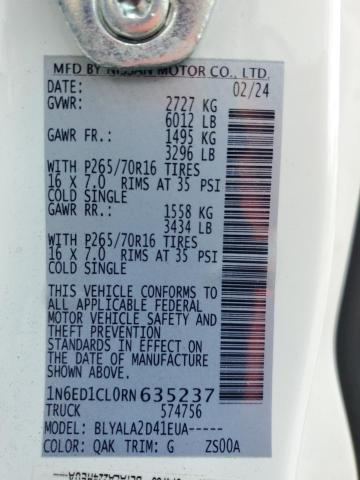 MFD BY NISSAN MOTOR CO., LTD.
DATE: 02/24
GVWR: 2727 KG
6012 LB
GAWR FR.: 1495 KG
3296 LB
WITH P265/70R16 TIRES
16 X 7.0 RIMS AT 35 PSI
COLD SINGLE
GAWR RR.: 1558 KG
3434 LB
WITH P265/70R16 TIRES
16 X 7.0 RIMS AT 35 PSI
COLD SINGLE
THIS VEHICLE CONFORMS TO
ALL APPLICABLE FEDERAL
MOTOR VEHICLE SAFETY AND
THEFT PREVENTION
STANDARDS IN EFFECT ON
THE DATE OF MANUFACTURE
SHOWN ABOVE.
1N6ED1CL0RN635237
TRUCK 574756
MODEL: BLYALA2D41EUA-----
COLOR: QAK TRIM: G ZS00A